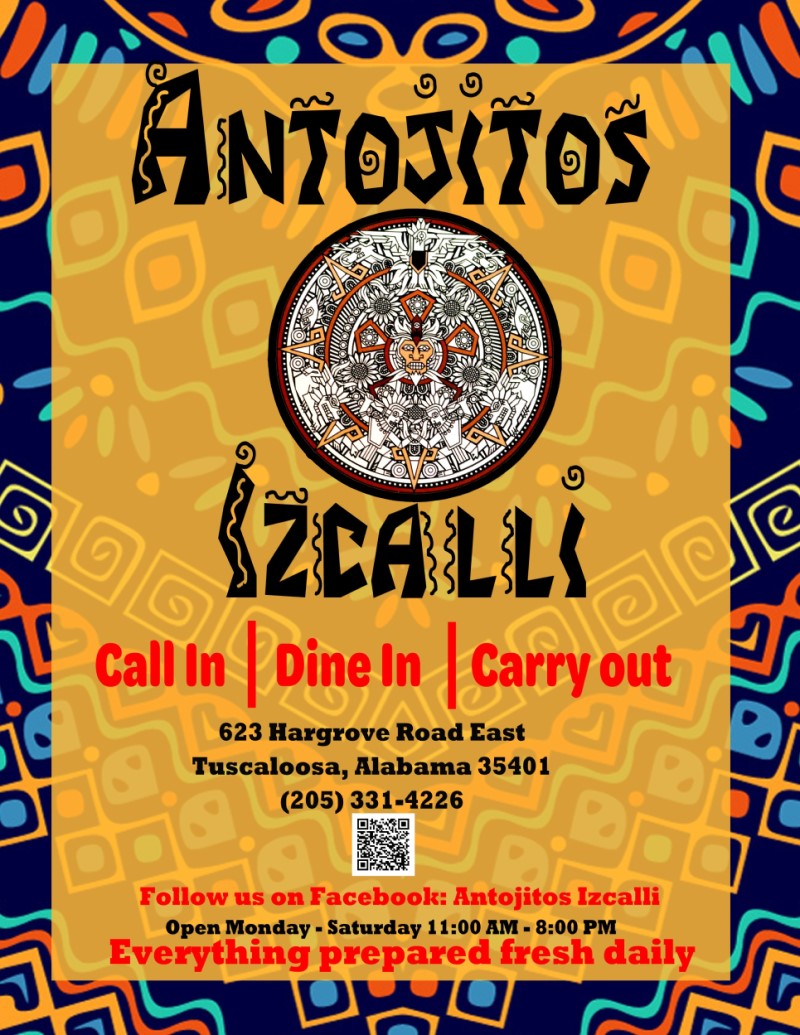 Antojitos
Izcalli
Call In | Dine In | Carry out
623 Hargrove Road East
Tuscaloosa, Alabama 35401
(205) 331-4226
Follow us on Facebook: Antojitos Izcalli
Open Monday - Saturday 11:00 AM - 8:00 PM
Everything prepared fresh daily